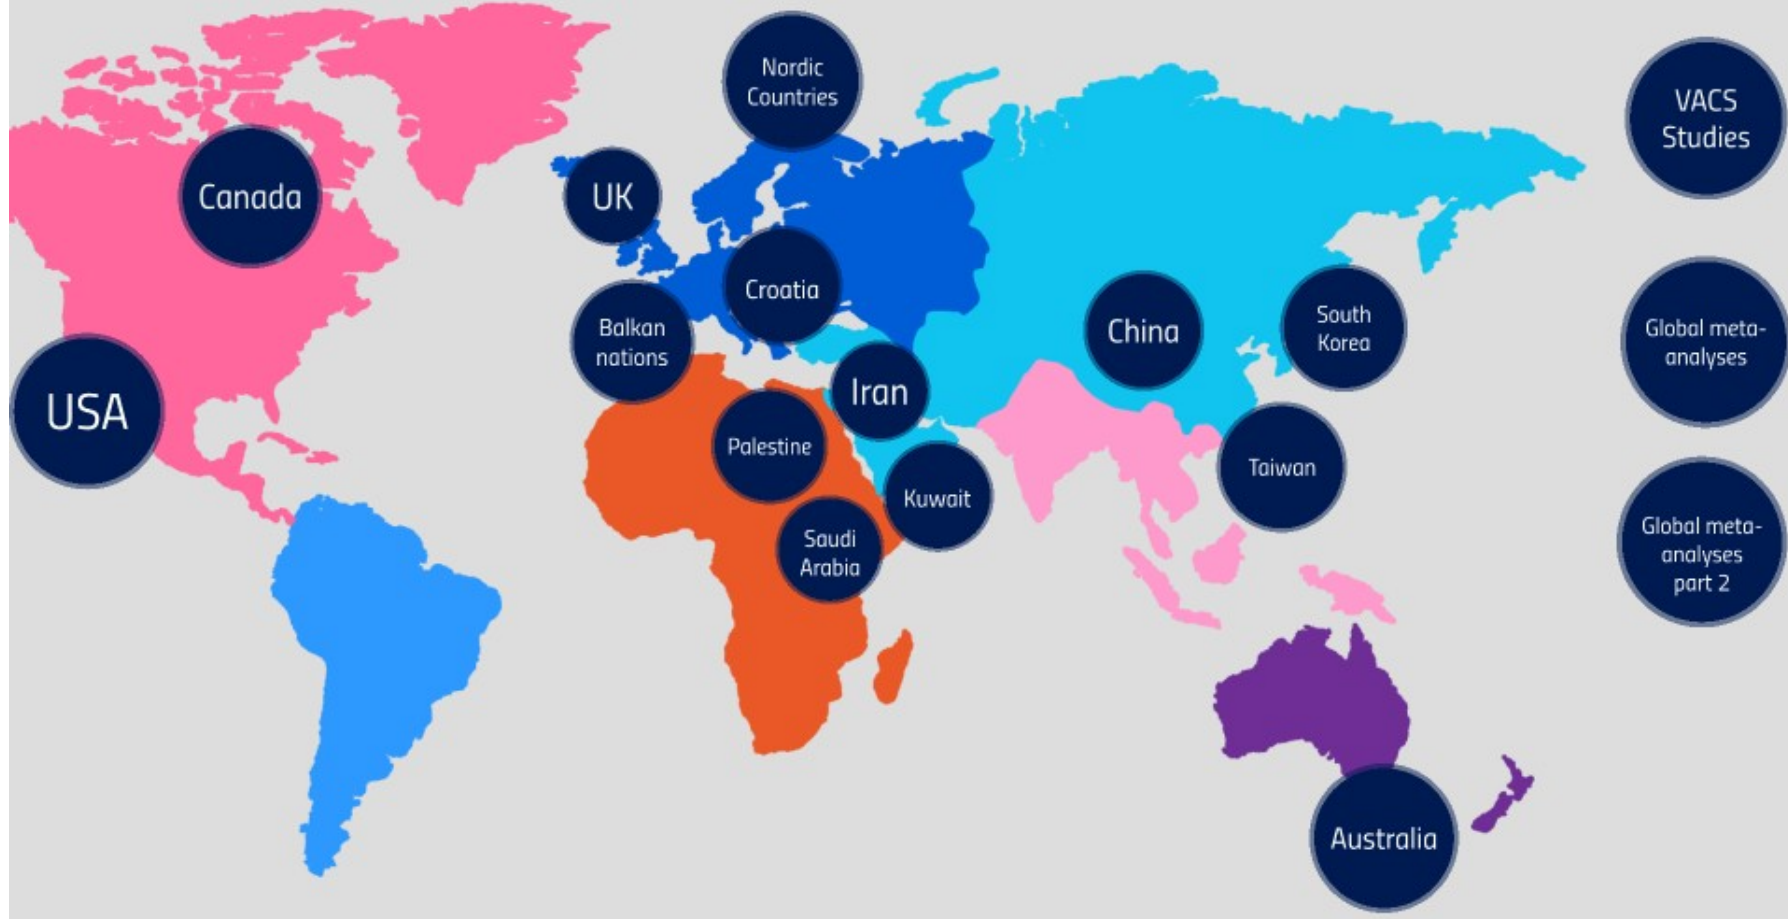 Nordic
Countries
VACS
Studies
Canada
UK
Croatia
Balkan
nations
China
South
Korea
Global meta-
analyses
USA
Iran
Palestine
Taiwan
Kuwait
Saudi
Arabia
Global meta-
analyses
part 2
Australia